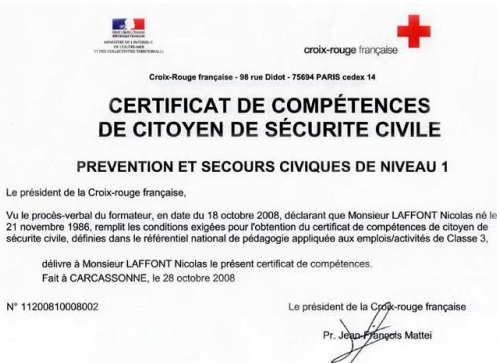 Liberté • Égalité • Fraternité
RÉPUBLIQUE FRANÇAISE
MINISTÈRE DE L'INTÉRIEUR
DE L'OUTRE-MER
ET DES COLLECTIVITÉS TERRITORIALES
croix-rouge française
Croix-Rouge française - 98 rue Didot - 75694 PARIS cedex 14
CERTIFICAT DE COMPÉTENCES
DE CITOYEN DE SÉCURITE CIVILE
PREVENTION ET SECOURS CIVIQUES DE NIVEAU 1
Le président de la Croix-rouge française,
Vu le procès-verbal du formateur, en date du 18 octobre 2008, déclarant que Monsieur LAFFONT Nicolas né le
21 novembre 1986, remplit les conditions exigées pour l'obtention du certificat de compétences de citoyen de
sécurite civile, définies dans le référentiel national de pédagogie appliquée aux emplois/activités de Classe 3,
délivre à Monsieur LAFFONT Nicolas le présent certificat de compétences.
Fait à CARCASSONNE, le 28 octobre 2008
N° 11200810008002
Le président de la Croix-rouge française
Pr. Jean-François Mattei